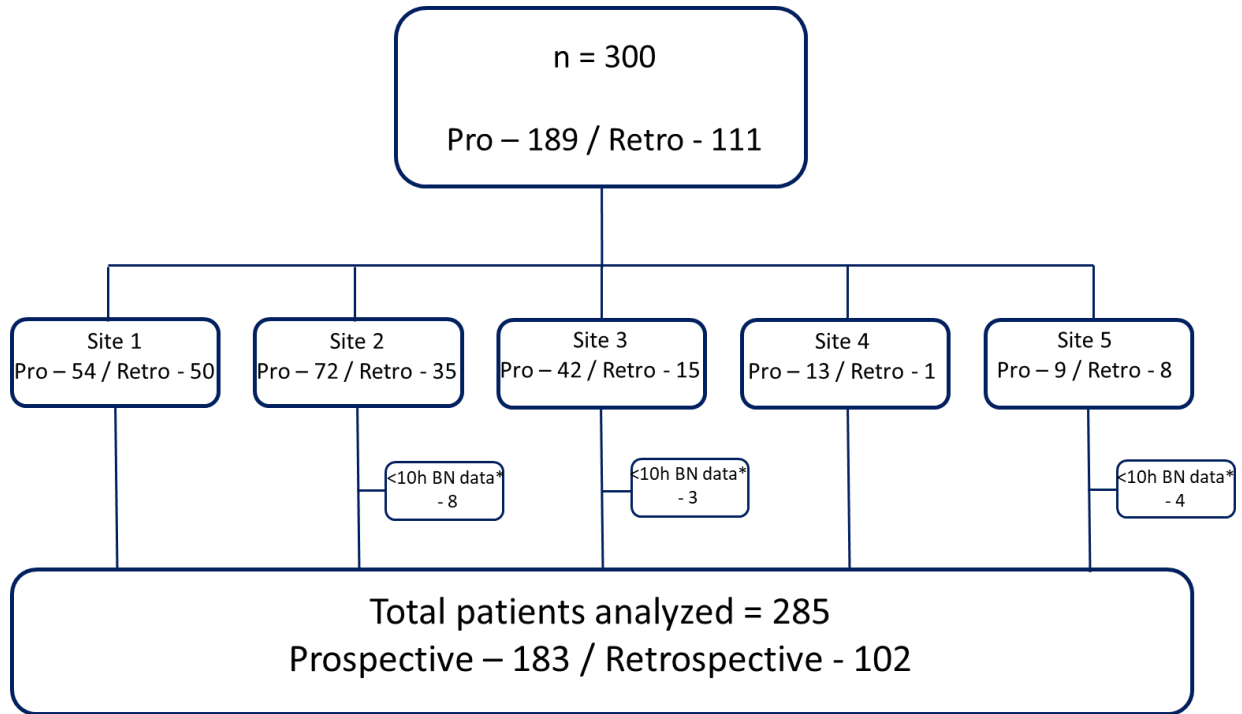 n = 300
Pro – 189 / Retro - 111
Site 1
Pro – 54 / Retro - 50
Site 2
Pro – 72 / Retro - 35
Site 3
Pro – 42 / Retro - 15
Site 4
Pro – 13 / Retro - 1
Site 5
Pro – 9 / Retro - 8
<10h BN data*
- 8
<10h BN data*
- 3
<10h BN data*
- 4
Total patients analyzed = 285
Prospective – 183 / Retrospective - 102